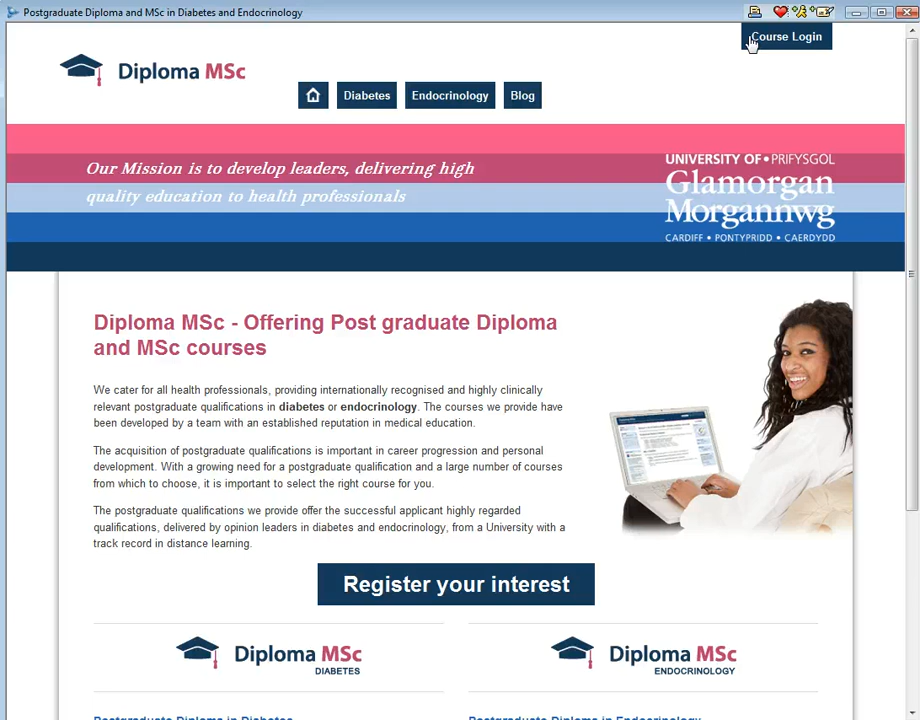 Postgraduate Diploma and MSc in Diabetes and Endocrinology
Course Login
Diploma MSc
Diabetes
Endocrinology
Blog
Our Mission is to develop leaders, delivering high
quality education to health professionals
UNIVERSITY OF • PRIFYSGOL
Glamorgan
Morgannwg
CARDIFF • PONTYPRIDD • CAERDYDD
Diploma MSc - Offering Post graduate Diploma
and MSc courses
We cater for all health professionals, providing internationally recognised and highly clinically
relevant postgraduate qualifications in diabetes or endocrinology. The courses we provide have
been developed by a team with an established reputation in medical education.
The acquisition of postgraduate qualifications is important in career progression and personal
development. With a growing need for a postgraduate qualification and a large number of courses
from which to choose, it is important to select the right course for you.
The postgraduate qualifications we provide offer the successful applicant highly regarded
qualifications, delivered by opinion leaders in diabetes and endocrinology, from a University with a
track record in distance learning.
Register your interest
Diploma MSc
DIABETES
Diploma MSc
ENDOCRINOLOGY
Postgraduate Diploma in Diabetes
Postgraduate Diploma in Endocrinology